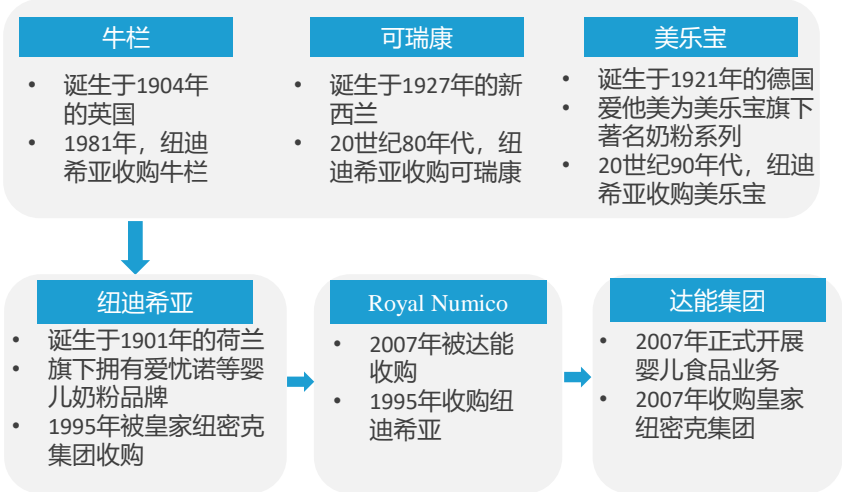 牛栏
• 诞生于1904年
的英国
• 1981年，纽迪
希亚收购牛栏
可瑞康
• 诞生于1927年的新
西兰
• 20世纪80年代，纽
迪希亚收购可瑞康
美乐宝
• 诞生于1921年的德国
• 爱他美为美乐宝旗下
著名奶粉系列
• 20世纪90年代，纽迪
希亚收购美乐宝
纽迪希亚
• 诞生于1901年的荷兰
• 旗下拥有爱忧诺等婴
儿奶粉品牌
• 1995年被皇家纽密克
集团收购
Royal Numico
• 2007年被达能
收购
• 1995年收购纽
迪希亚
达能集团
• 2007年正式开展
婴儿食品业务
• 2007年收购皇家
纽密克集团